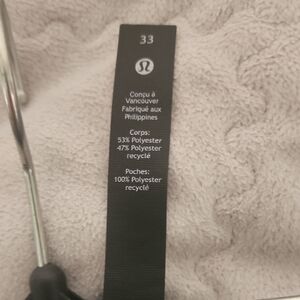 33
Conçu è
Vancouver
Fabriqué aux
Philippines
Corps:
53% Polyester
47% Polyester
recyclé
Poches:
100% Polyester
recyclé